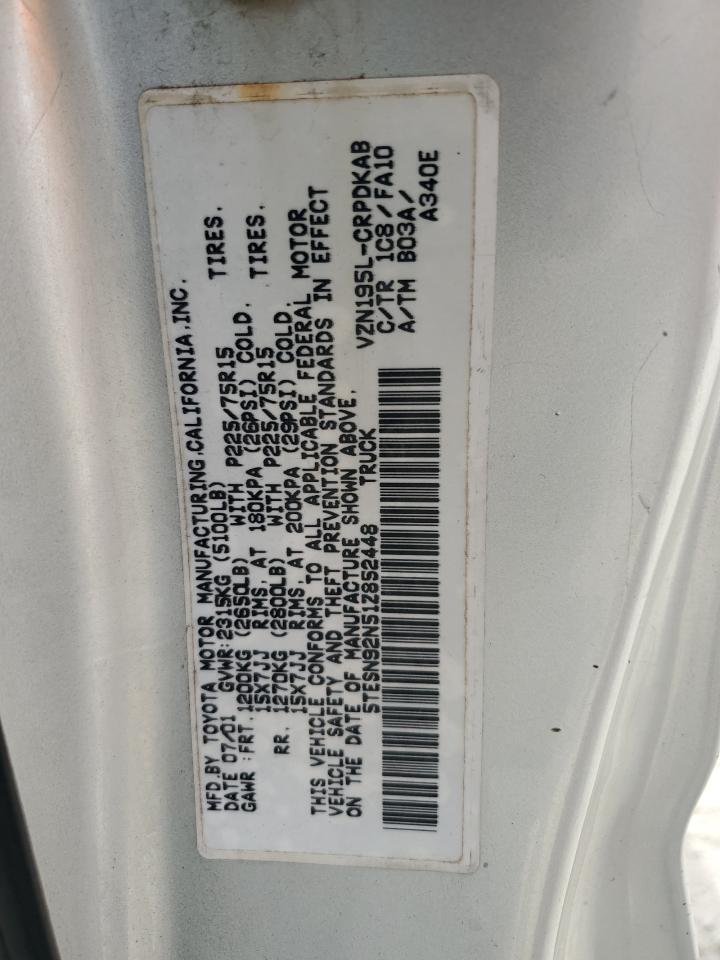 MFD.BY TOYOTA MOTOR MANUFACTURING,CALIFORNIA,INC.
DATE 07/01 GVWR:2315KG (5100LB)
GAWR :FRT.1200KG (2650LB) WITH P225/75R15 TIRES.
15X7JJ RIMS, AT 180KPA (26PSI) COLD.
RR. 1270KG (2800LB) WITH P225/75R15 TIRES.
15X7JJ RIMS, AT 200KPA (29PSI) COLD.
THIS VEHICLE CONFORMS TO ALL APPLICABLE FEDERAL MOTOR
VEHICLE SAFETY AND THEFT PREVENTION STANDARDS IN EFFECT
ON THE DATE OF MANUFACTURE SHOWN ABOVE.
5TESN92N51Z852448 TRUCK
VZN195L-CRPDKAB
C/TR 1C8/FA10
A/TM B03A/
A340E